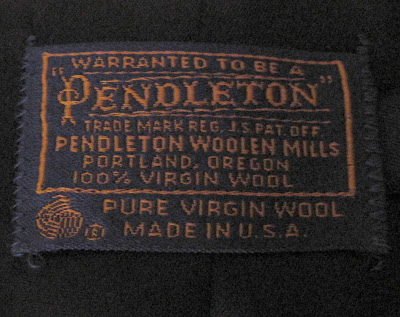 WARRANTED TO BE A
"PENDLETON"
TRADE MARK REG. U.S. PAT. OFF.
PENDLETON WOOLEN MILLS
PORTLAND, OREGON
100% VIRGIN WOOL
PURE VIRGIN WOOL
MADE IN U.S.A.